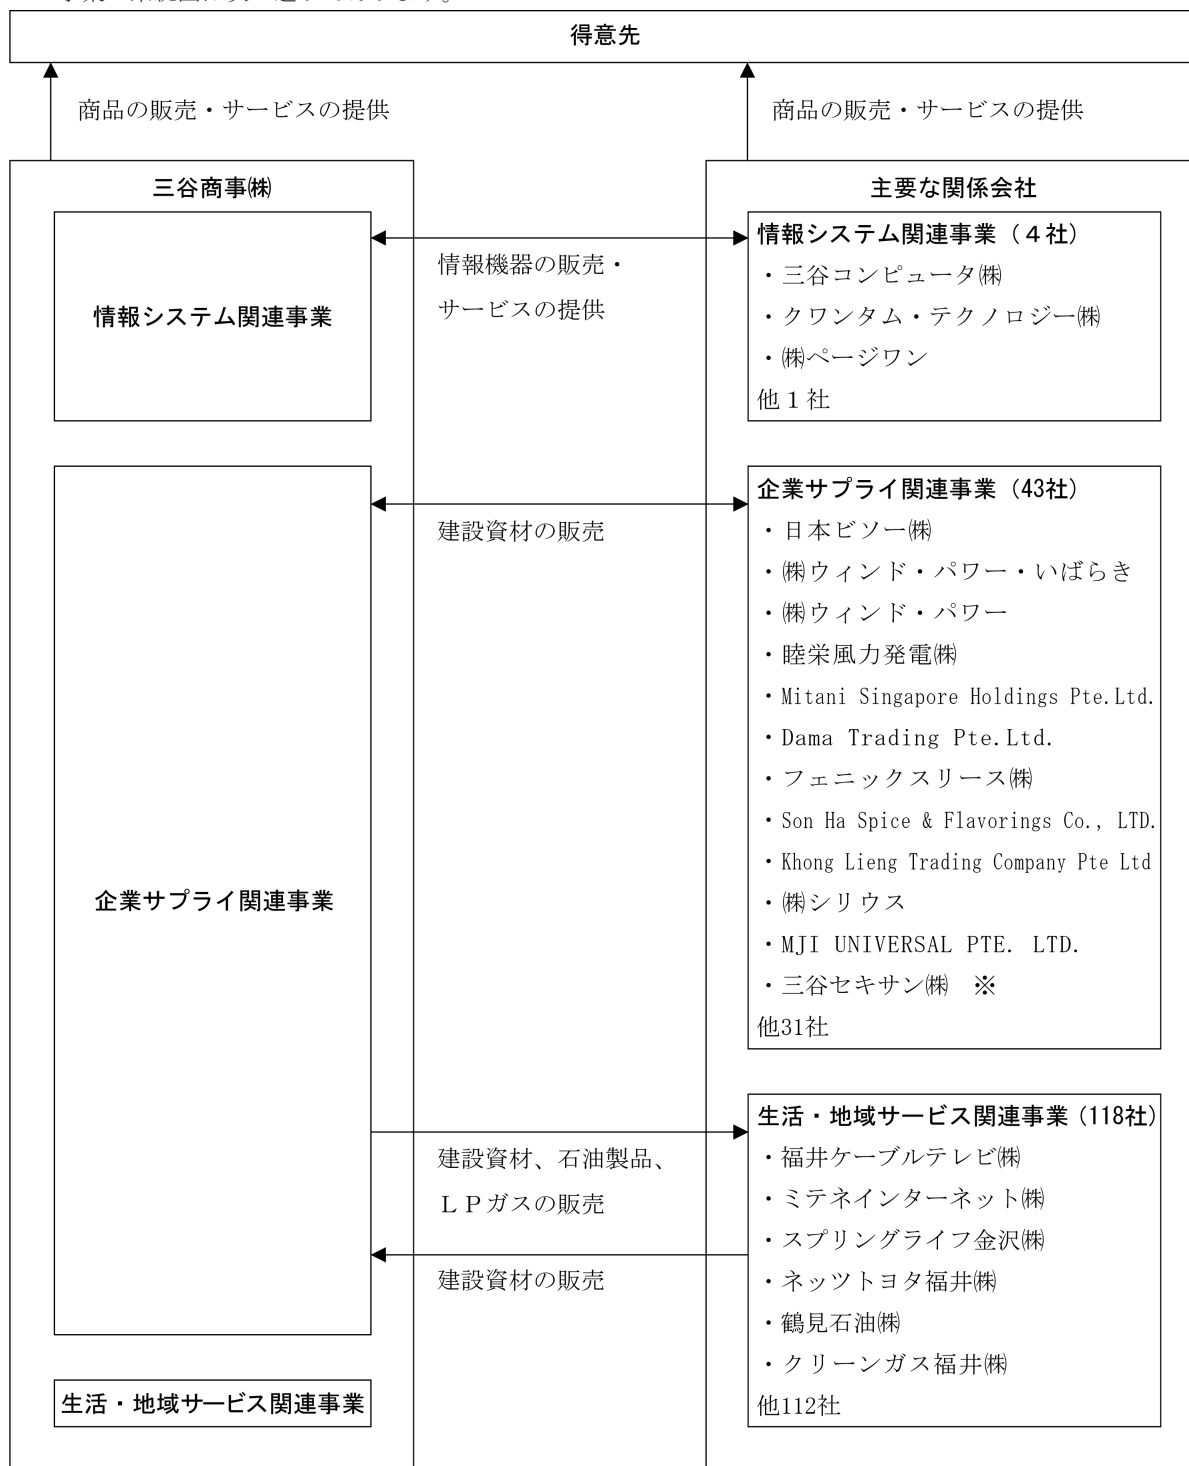 得意先
商品の販売・サービスの提供
商品の販売・サービスの提供
三谷商事㈱
情報システム関連事業
企業サプライ関連事業
生活・地域サービス関連事業
情報機器の販売・
サービスの提供
建設資材の販売
建設資材、石油製品、
ＬＰガスの販売
建設資材の販売
主要な関係会社
情報システム関連事業（４社）
・三谷コンピュータ㈱
・クワンタム・テクノロジー㈱
・㈱ページワン
他１社
企業サプライ関連事業（43社）
・日本ビソー㈱
・㈱ウィンド・パワー・いばらき
・㈱ウィンド・パワー
・睦栄風力発電㈱
・Mitani Singapore Holdings Pte.Ltd.
・Dama Trading Pte.Ltd.
・フェニックスリース㈱
・Son Ha Spice & Flavorings Co., LTD.
・Khong Lieng Trading Company Pte Ltd
・㈱シリウス
・MJI UNIVERSAL PTE. LTD.
・三谷セキサン㈱　※
他31社
生活・地域サービス関連事業（118社）
・福井ケーブルテレビ㈱
・ミテネインターネット㈱
・スプリングライフ金沢㈱
・ネッツトヨタ福井㈱
・鶴見石油㈱
・クリーンガス福井㈱
他112社